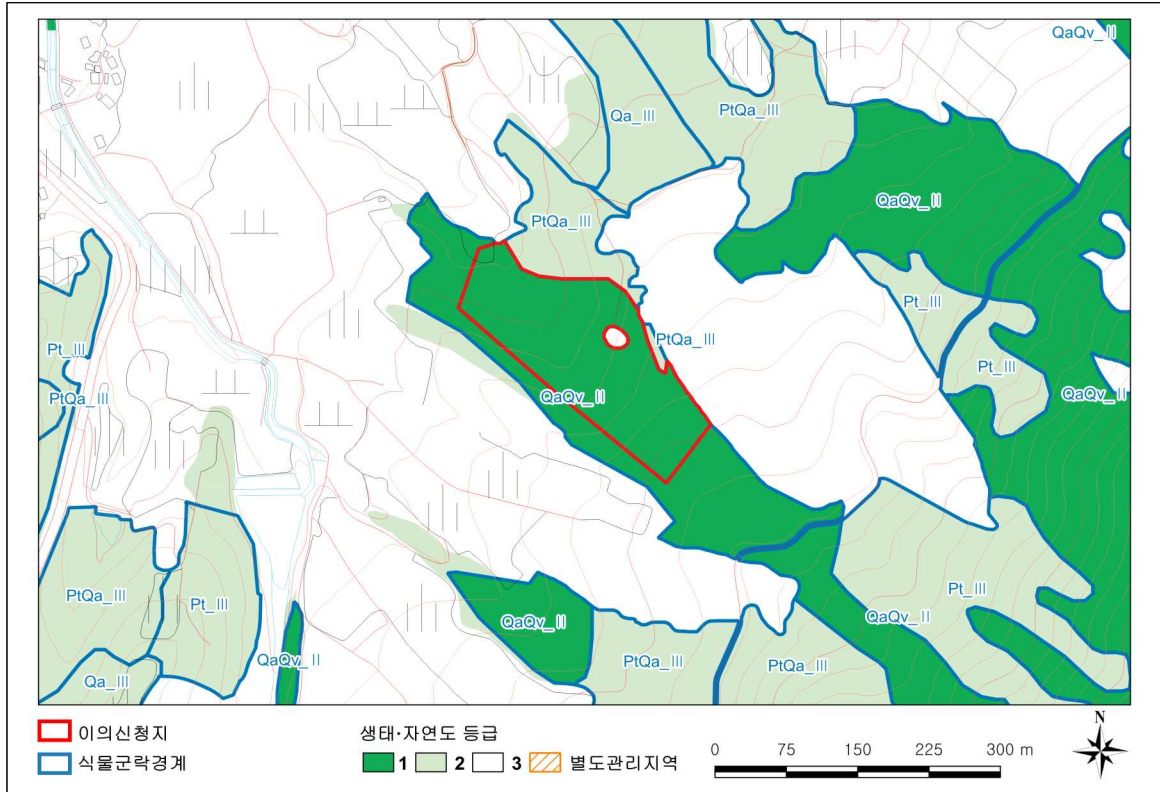 QaQv_Ⅱ
Qa_Ⅲ
PtQa_Ⅲ
QaQv_Ⅱ
PtQa_Ⅲ
Pt_Ⅲ
Pt_Ⅲ
PtQa_Ⅲ
Pt_Ⅲ
QaQv_Ⅱ
PtQa_Ⅲ
QaQv_Ⅱ
PtQa_Ⅲ
Pt_Ⅲ
QaQv_Ⅱ
QaQv_Ⅱ
Pt_Ⅲ
QaQv_Ⅱ
PtQa_Ⅲ
PtQa_Ⅲ
Qa_Ⅲ
이의신청지
식물군락경계
생태·자연도 등급
1 2 3 별도관리지역
0 75 150 225 300 m
N